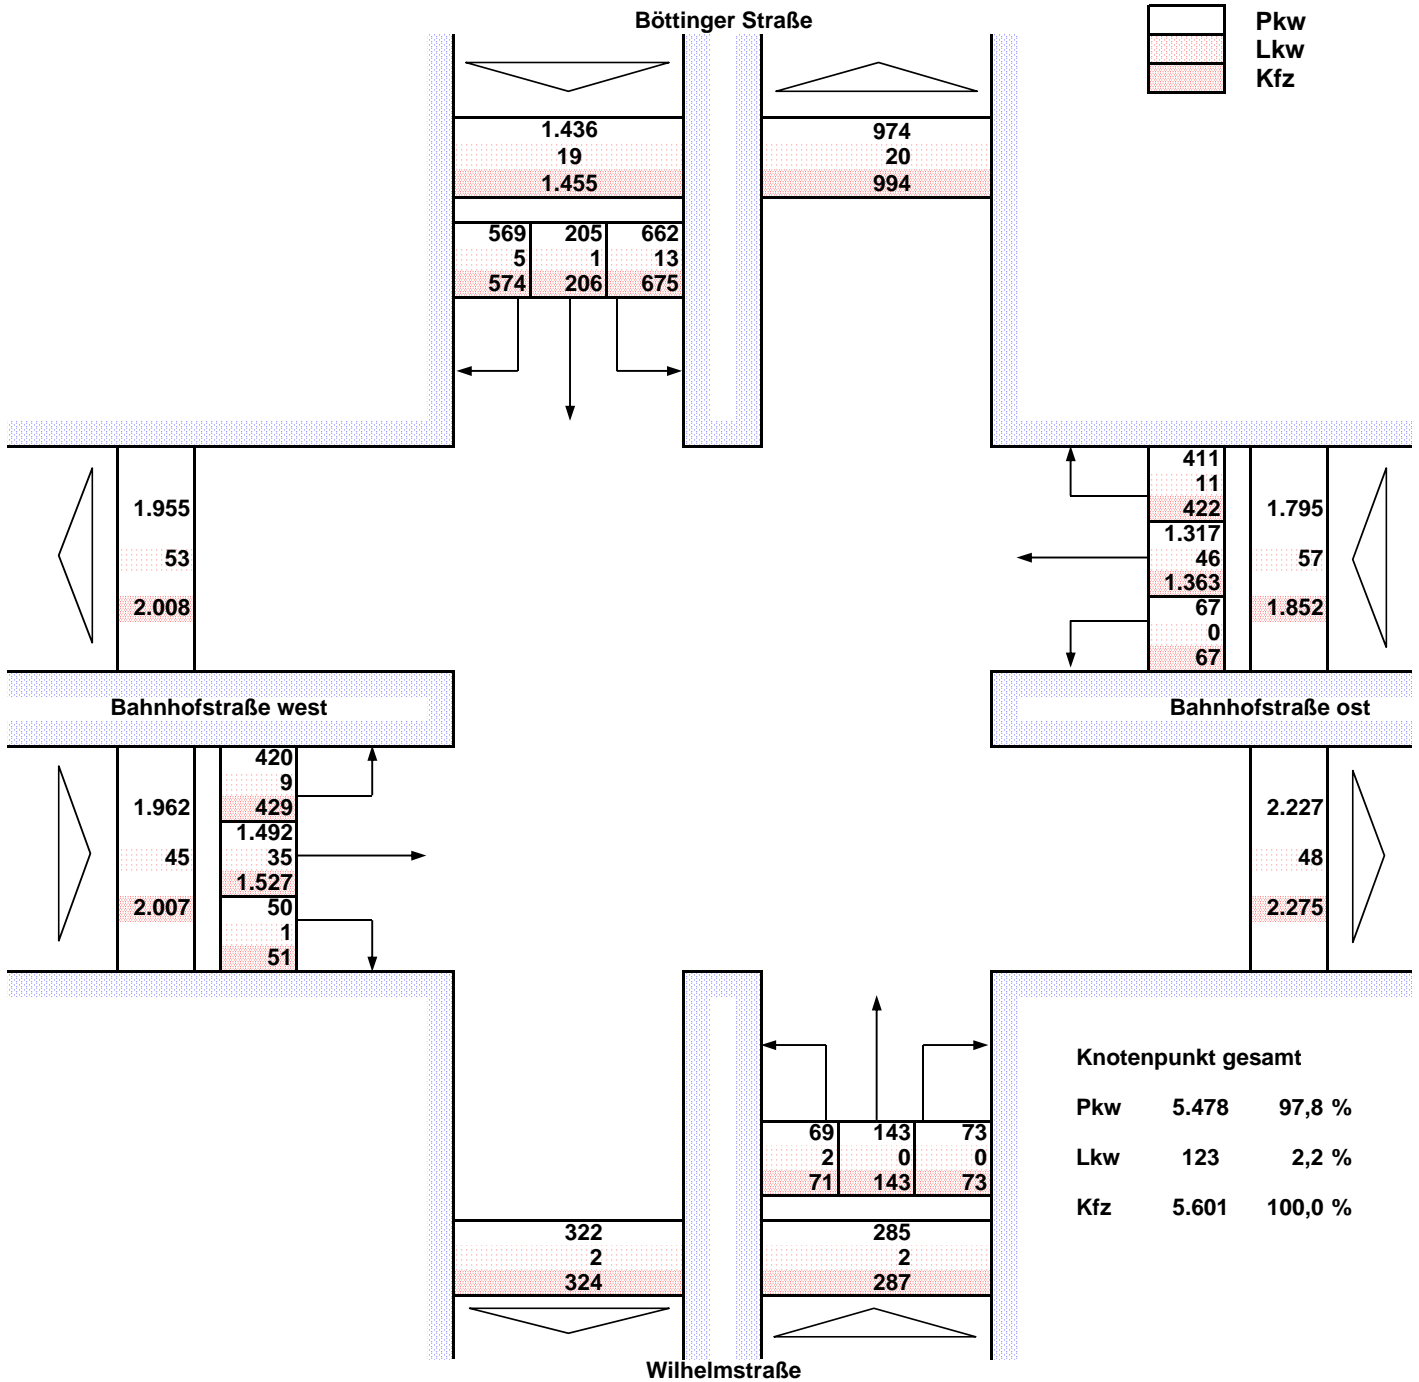 Böttinger Straße
Pkw
Lkw
Kfz
1.436
19
1.455
974
20
994
569 205 662
5 1 13
574 206 675
1.955
53
2.008
411
11
422
1.317
46
1.363
67
0
67
1.795
57
1.852
Bahnhofstraße west
Bahnhofstraße ost
1.962
45
2.007
420
9
429
1.492
35
1.527
50
1
51
2.227
48
2.275
69 143 73
2 0 0
71 143 73
322
2
324
285
2
287
Knotenpunkt gesamt
Pkw 5.478 97,8 %
Lkw 123 2,2 %
Kfz 5.601 100,0 %
Wilhelmstraße